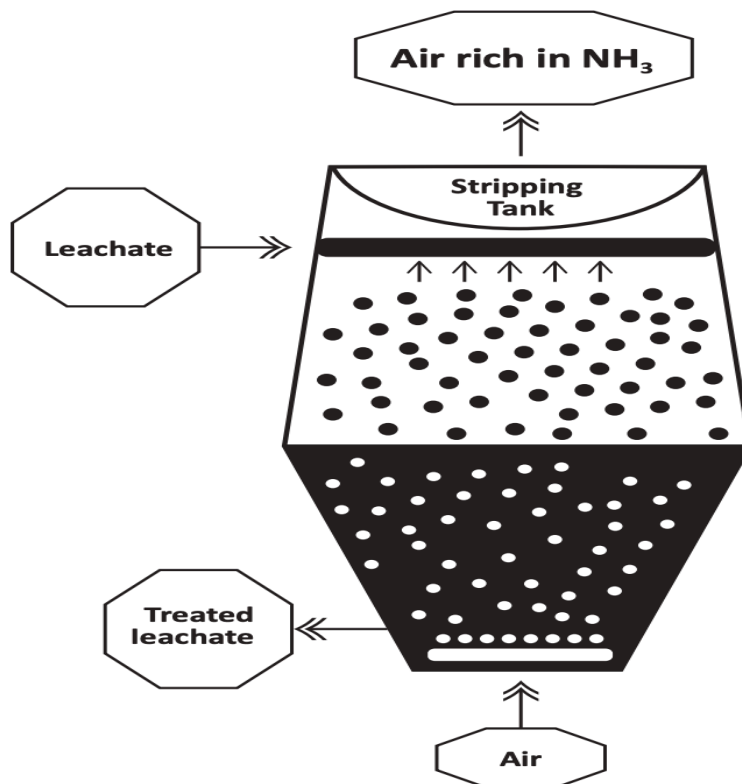 Air rich in NH₃
Stripping
Tank
Leachate
Treated
leachate
Air